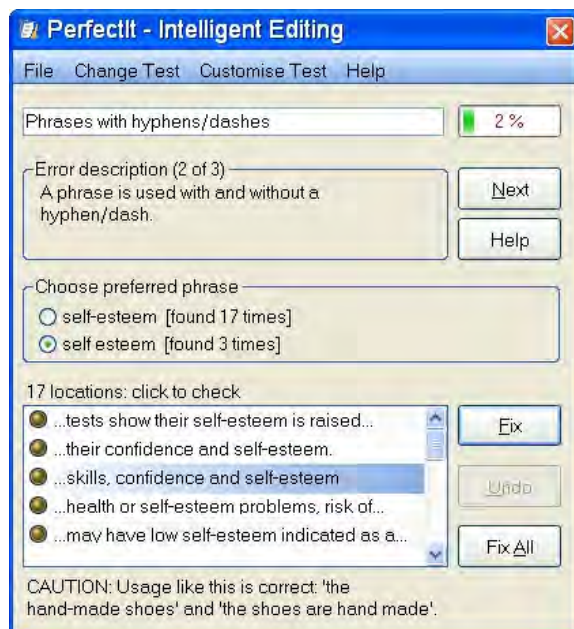 PerfectIt - Intelligent Editing
File Change Test Customise Test Help
Phrases with hyphens/dashes
2 %
Error description (2 of 3)
A phrase is used with and without a
hyphen/dash.
Next
Help
Choose preferred phrase
self-esteem [found 17 times]
self esteem [found 3 times]
17 locations: click to check
...tests show their self-esteem is raised...
...their confidence and self-esteem.
...skills, confidence and self-esteem
...health or self-esteem problems, risk of...
...may have low self-esteem indicated as a...
Fix
Undo
Fix All
CAUTION: Usage like this is correct: 'the
hand-made shoes' and 'the shoes are hand made'.